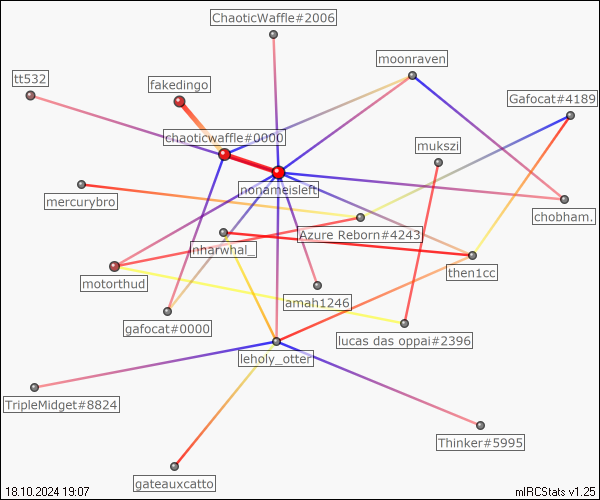 ChaoticWaffle#2006
moonraven
tt532
fakedingo
Gafocat#4189
chaoticwaffle#0000
mukszi
nonameisleft
mercurybro
chobham.
Azure Reborn#4243
nharwhal_
then1cc
motorthud
amah1246
gafocat#0000
lucas das oppai#2396
leholy_otter
TripleMidget#8824
Thinker#5995
gateauxcatto
18.10.2024 19:07
mIRCStats v1.25